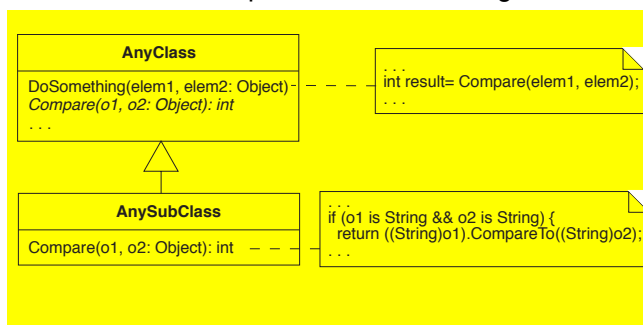 AnyClass
DoSomething(elem1, elem2: Object)
Compare(o1, o2: Object): int
. . .
. . .
int result= Compare(elem1, elem2);
. . .
AnySubClass
Compare(o1, o2: Object): int
. . .
if (o1 is String && o2 is String) {
return ((String)o1).CompareTo((String)o2);
. . .